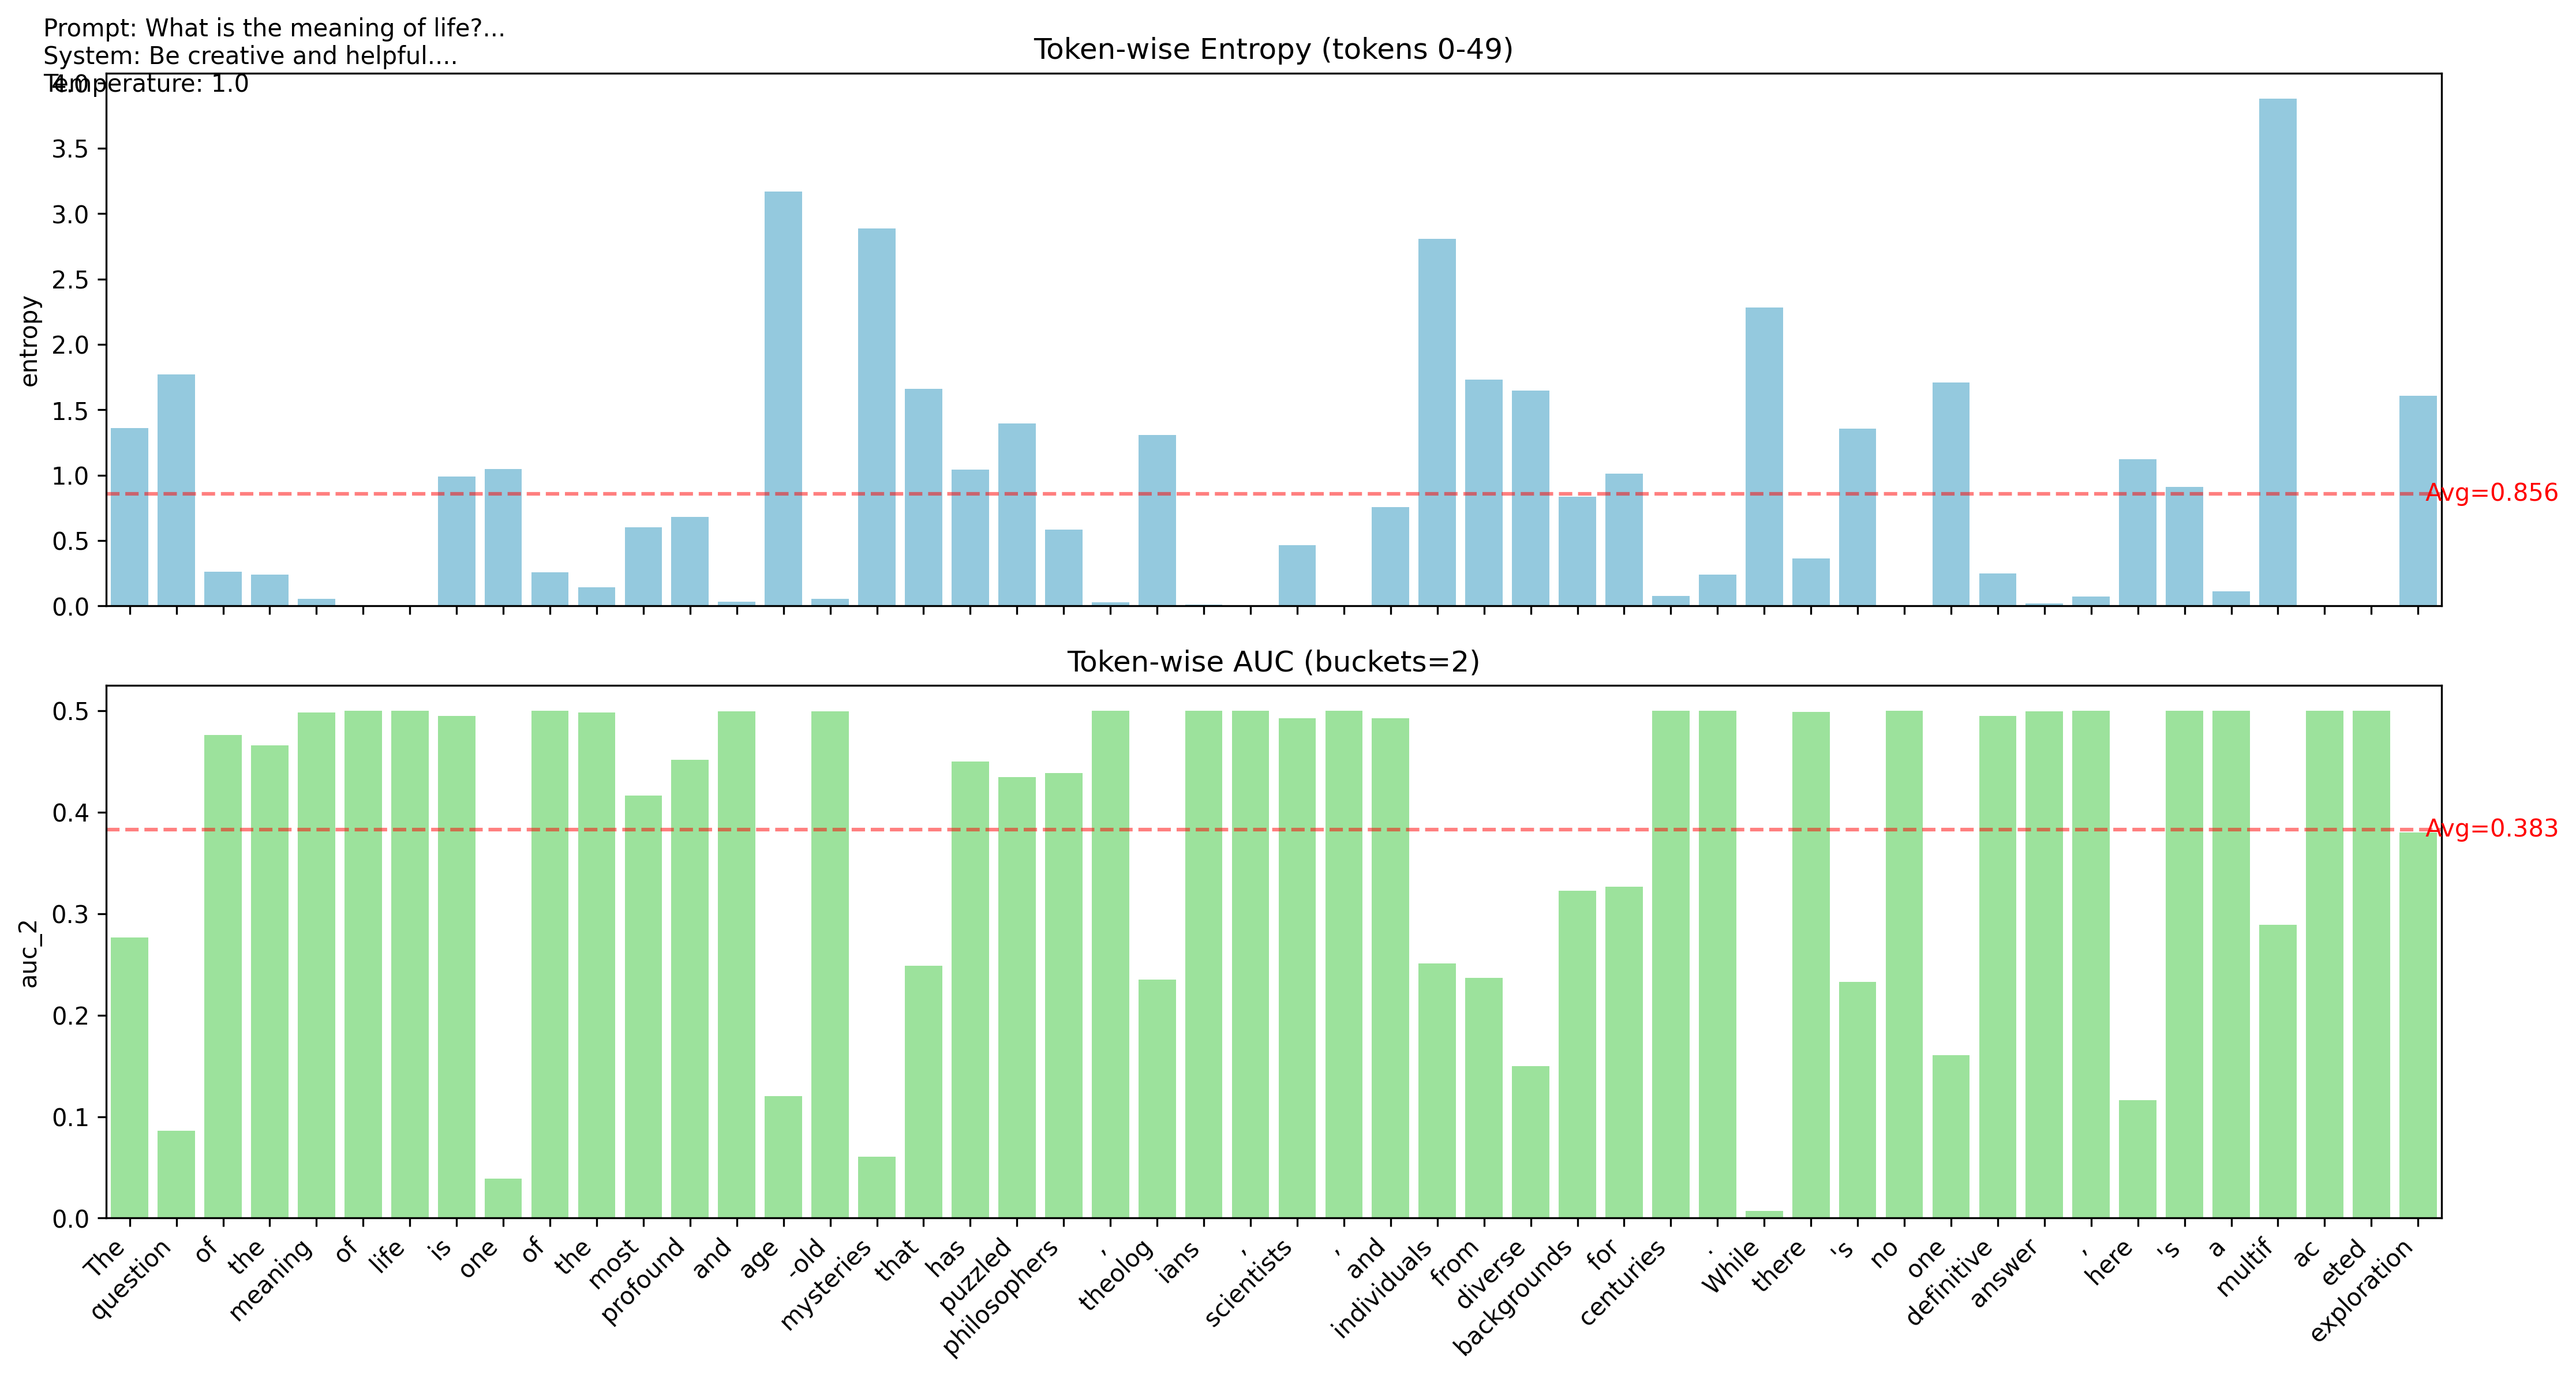 Prompt: What is the meaning of life?...
System: Be creative and helpful....
Temperature: 1.0
Token-wise Entropy (tokens 0-49)
entropy
4.0
3.5
3.0
2.5
2.0
1.5
1.0
0.5
0.0
Avg=0.856
Token-wise AUC (buckets=2)
auc_2
0.5
0.4
0.3
0.2
0.1
0.0
Avg=0.383
The
question
of
the
meaning
of
life
is
one
of
the
most
profound
and
age
-old
mysteries
that
has
puzzled
philosophers
,
theolog
ians
,
scientists
,
and
individuals
from
diverse
backgrounds
for
centuries
.
While
there
's
no
one
definitive
answer
,
here
's
a
multif
ac
eted
exploration